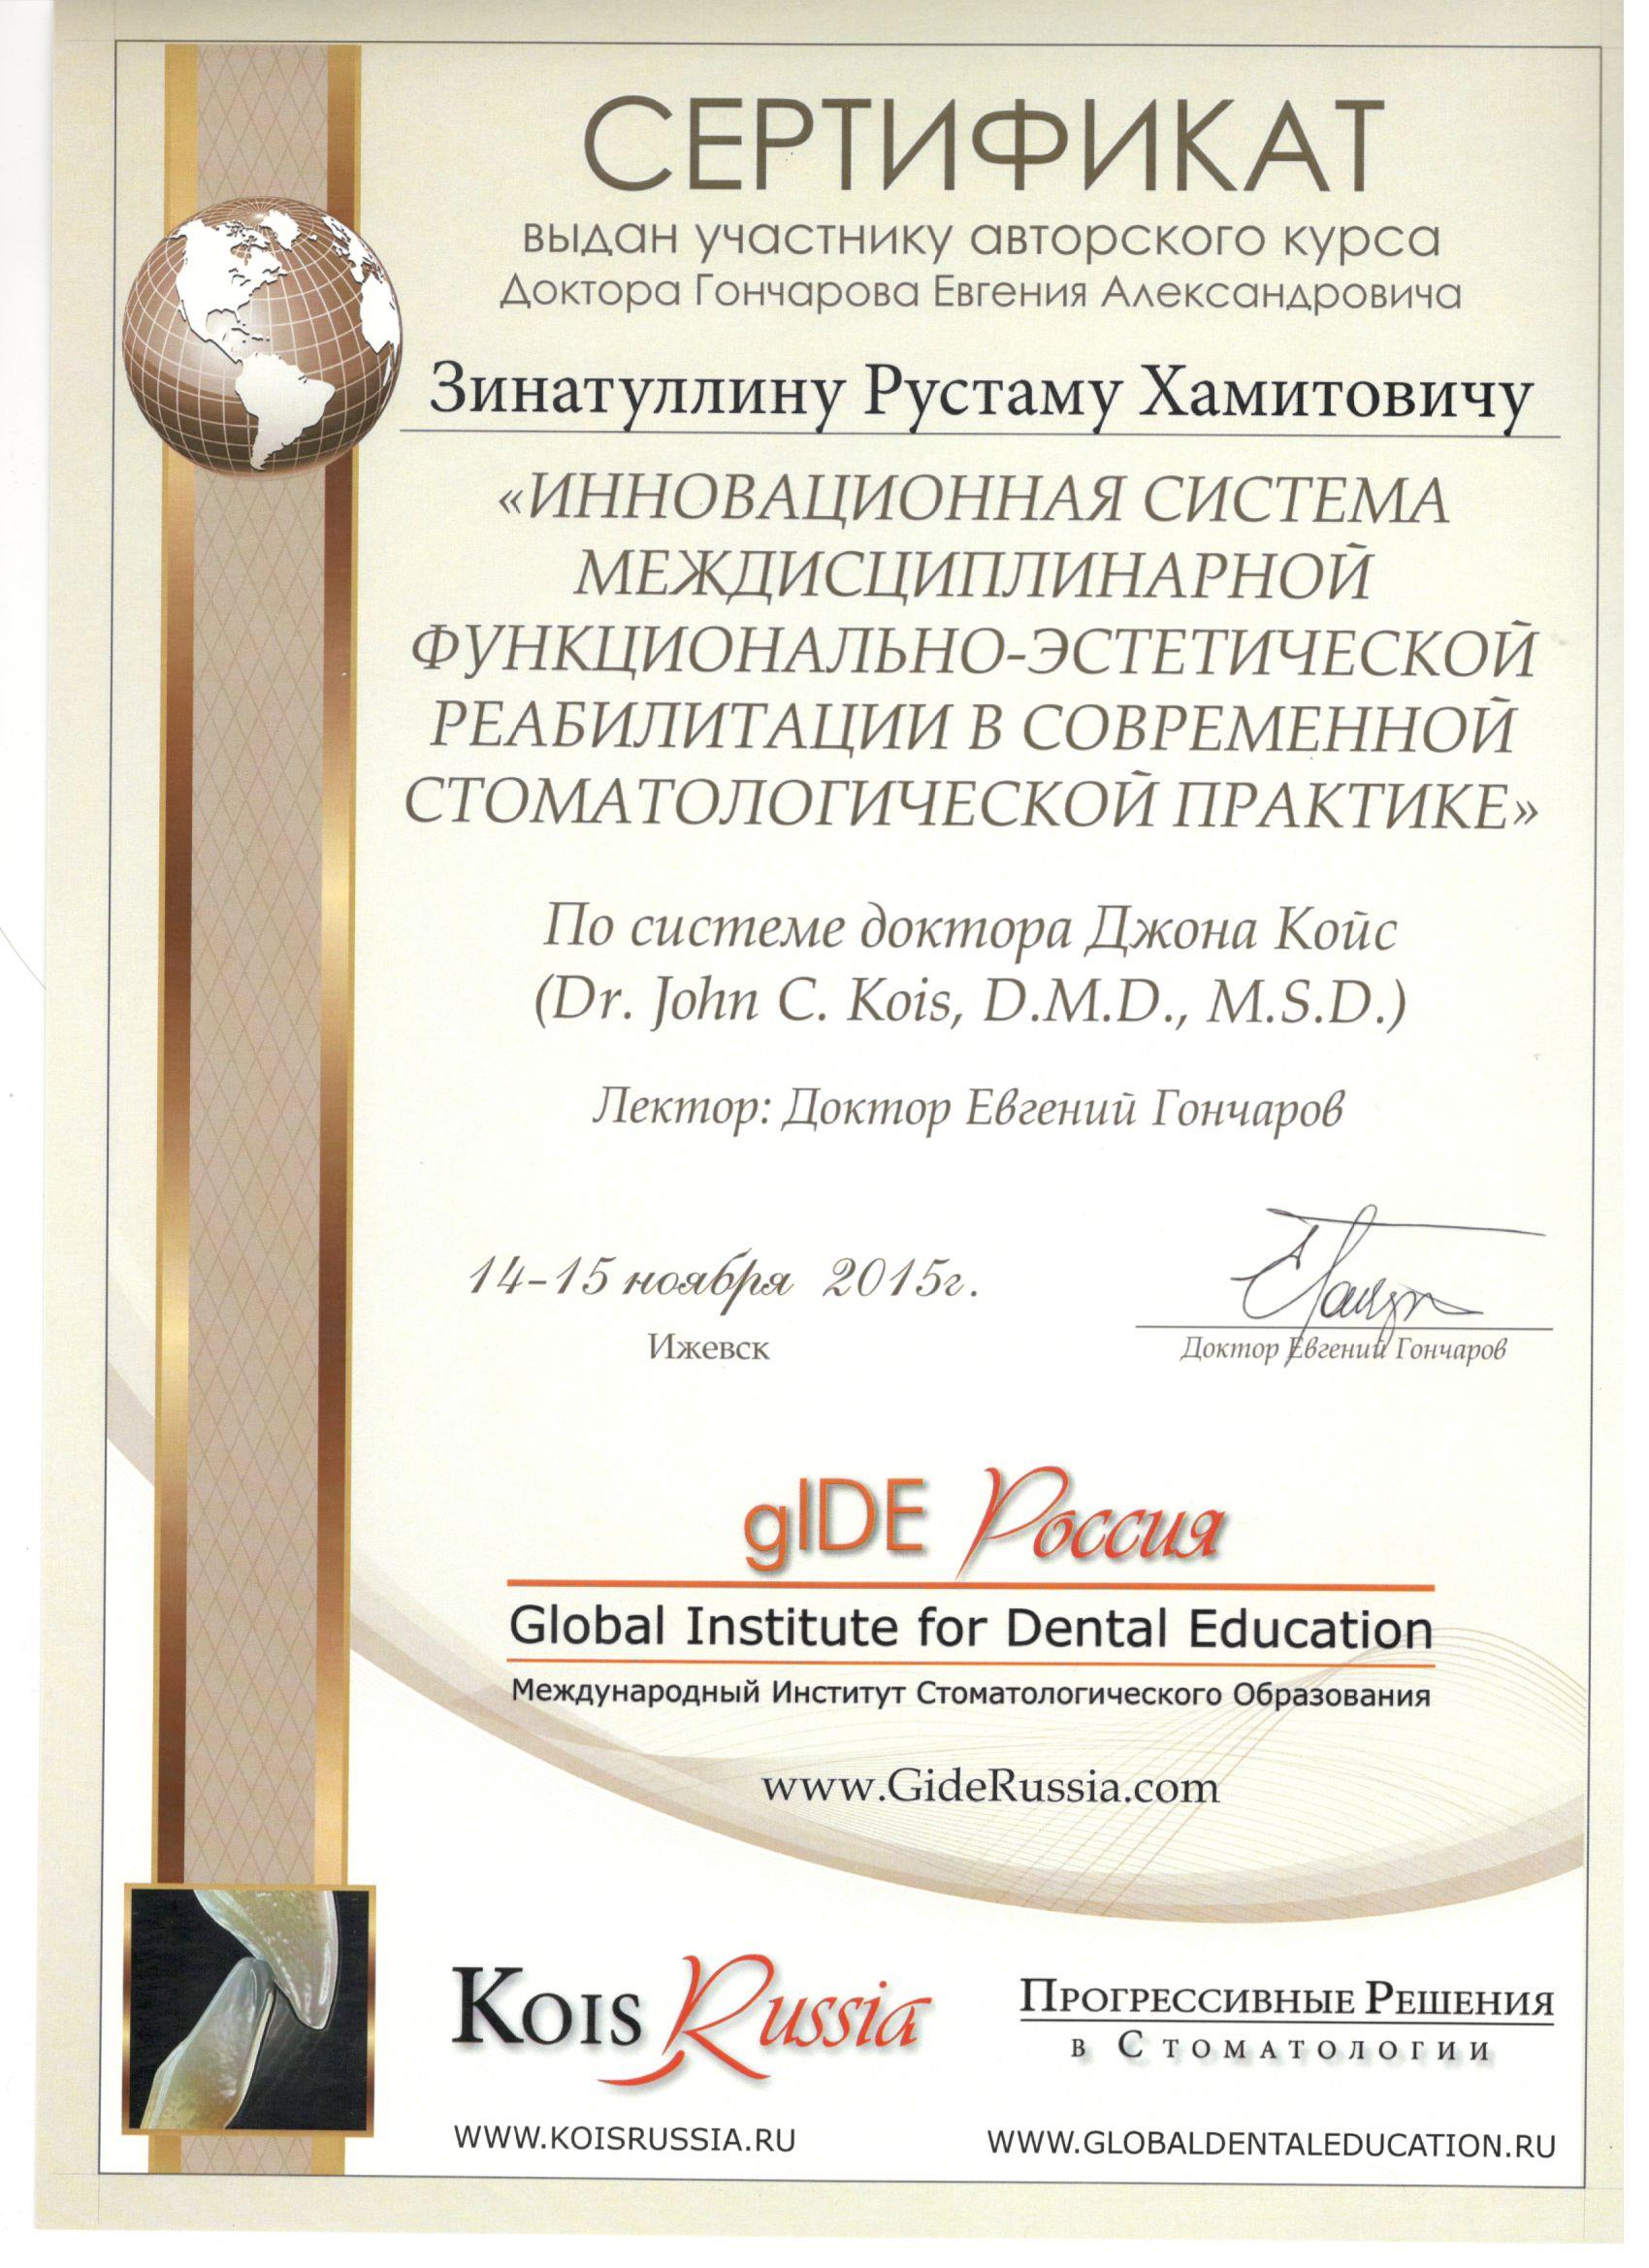 СЕРТИФИКАТ
выдан участнику авторского курса
Доктора Гончарова Евгения Александровича
Зинатуллину Рустаму Хамитовичу
«ИННОВАЦИОННАЯ СИСТЕМА
МЕЖДИСЦИПЛИНАРНОЙ
ФУНКЦИОНАЛЬНО-ЭСТЕТИЧЕСКОЙ
РЕАБИЛИТАЦИИ В СОВРЕМЕННОЙ
СТОМАТОЛОГИЧЕСКОЙ ПРАКТИКЕ»
По системе доктора Джона Койс
(Dr. John C. Kois, D.M.D., M.S.D.)
Лектор: Доктор Евгений Гончаров
14-15 ноября 2015г.
Ижевск
Доктор Евгений Гончаров
gIDE Россия
Global Institute for Dental Education
Международный Институт Стоматологического Образования
www.GideRussia.com
Kois Russia
Прогрессивные Решения
в Стоматологии
WWW.KOISRUSSIA.RU
WWW.GLOBALDENTALEDUCATION.RU